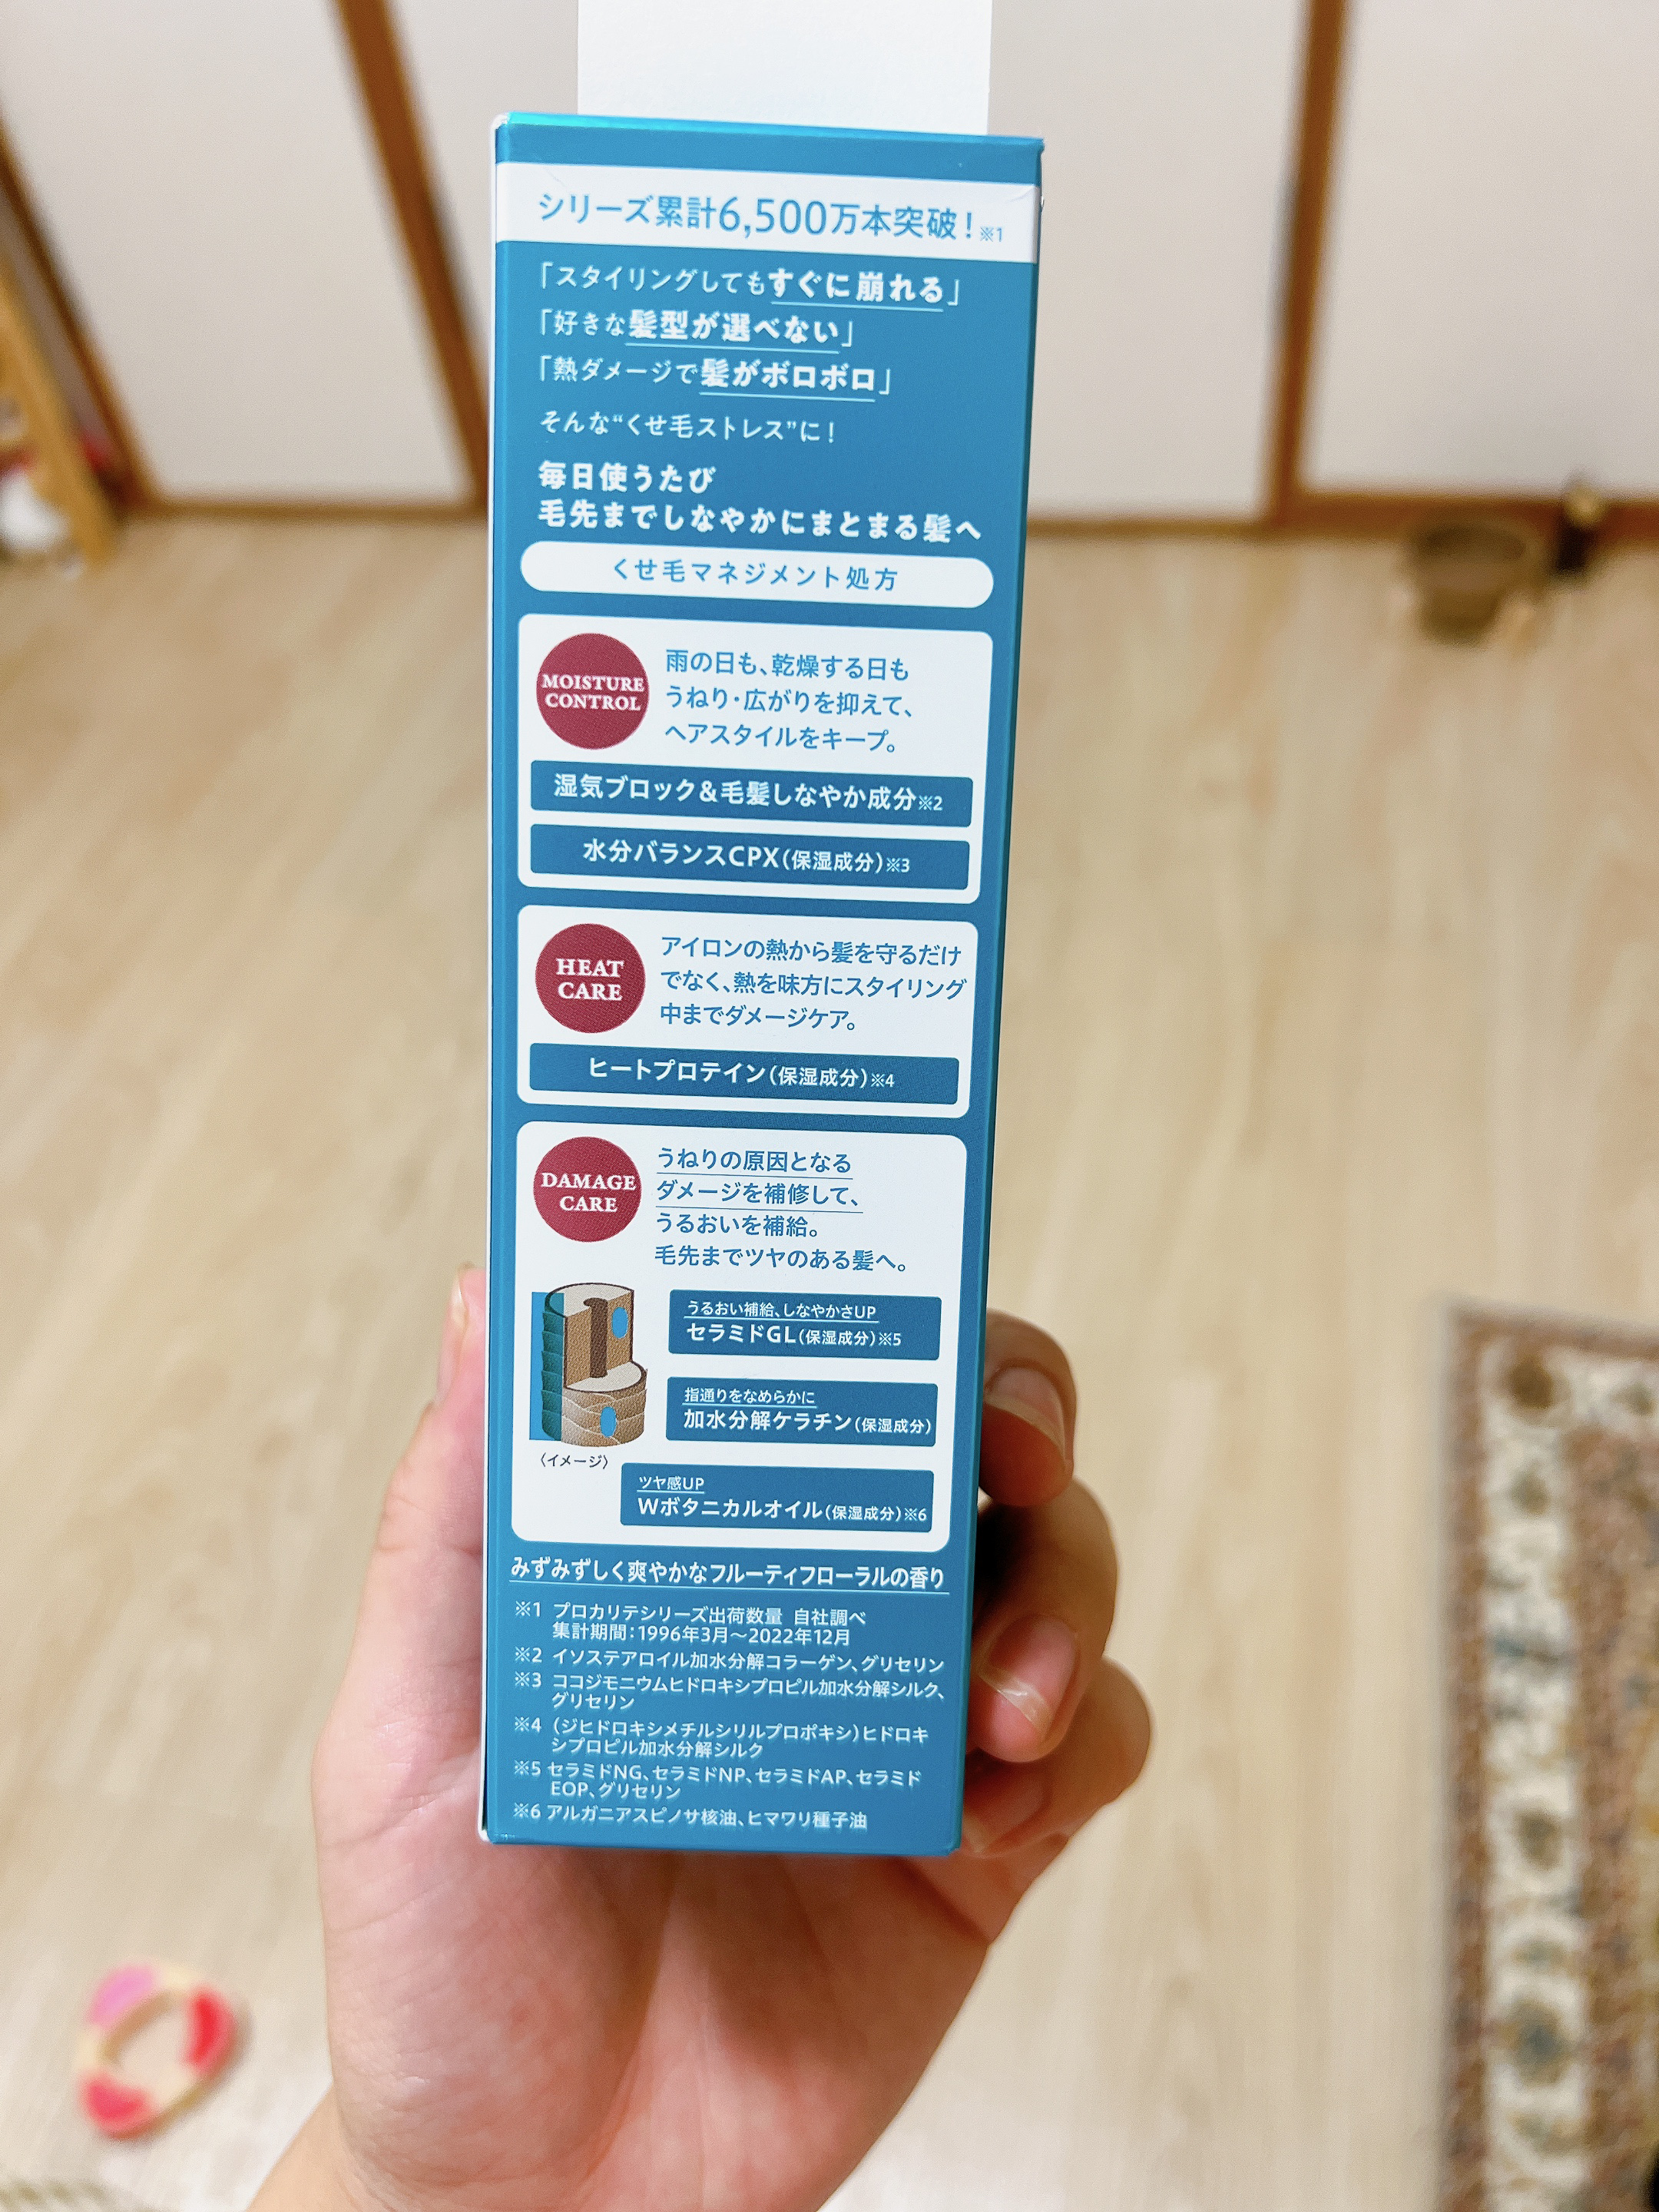 シリーズ累計6,500万本突破！※1
「スタイリングしてもすぐに崩れる」
「好きな髪型が選べない」
「熱ダメージで髪がボロボロ」
そんな“くせ毛ストレス”に！
毎日使うたび
毛先までしなやかにまとまる髪へ
くせ毛マネジメント処方
MOISTURE
CONTROL
雨の日も、乾燥する日も
うねり・広がりを抑えて、
ヘアスタイルをキープ。
湿気ブロック&毛髪しなやか成分※2
水分バランスCPX(保湿成分)※3
HEAT
CARE
アイロンの熱から髪を守るだけ
でなく、熱を味方にスタイリング
中までダメージケア。
ヒートプロテイン(保湿成分)※4
DAMAGE
CARE
うねりの原因となる
ダメージを補修して、
うるおいを補給。
毛先までツヤのある髪へ。
〈イメージ〉
うるおい補給、しなやかさUP
セラミドGL(保湿成分)※5
指通りをなめらかに
加水分解ケラチン(保湿成分)
ツヤ感UP
Wボタニカルオイル(保湿成分)※6
みずみずしく爽やかなフルーティフローラルの香り
※1 プロカリテシリーズ出荷数量 自社調べ
集計期間：1996年3月〜2022年12月
※2 イソステアロイル加水分解コラーゲン、グリセリン
※3 ココジモニウムヒドロキシプロピル加水分解シルク、
グリセリン
※4 (ジヒドロキシメチルシリルプロポキシ)ヒドロキ
シプロピル加水分解シルク
※5 セラミドNG、セラミドNP、セラミドAP、セラミド
EOP、グリセリン
※6 アルガニアスピノサ核油、ヒマワリ種子油